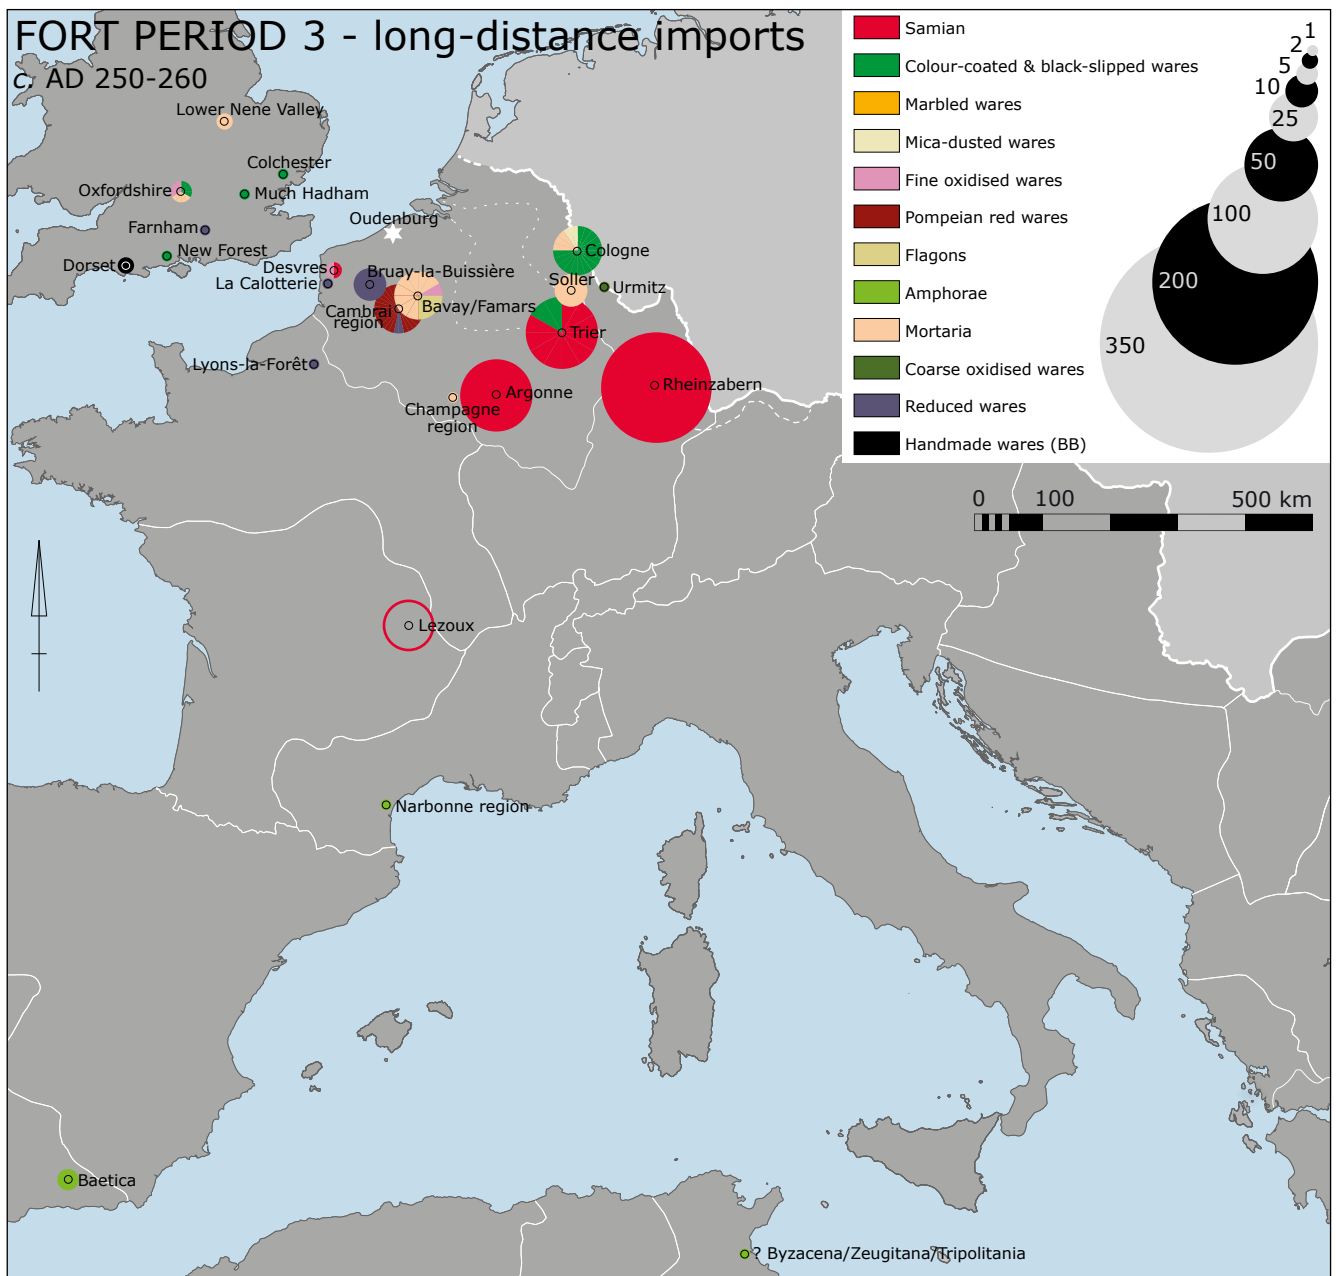 FORT PERIOD 3 - long-distance imports
c. AD 250-260
Samian
Colour-coated & black-slipped wares
Marbled wares
Mica-dusted wares
Fine oxidised wares
Pompeian red wares
Flagons
Amphorae
Mortaria
Coarse oxidised wares
Reduced wares
Handmade wares (BB)
1
2
5
10
25
50
100
200
350
0 100 500 km
Lower Nene Valley
Colchester
Oxfordshire
Much Hadham
Farnham
New Forest
Dorset
Oudenburg
Desvres
La Calotterie
Bruay-la-Buissière
Cambrai
region
Bavay/Famars
Cologne
Soller
Urmitz
Trier
Lyons-la-Forêt
Champagne
region
Argonne
Rheinzabern
Lezoux
Narbonne region
Baetica
? Byzacena/Zeugitana/Tripolitania